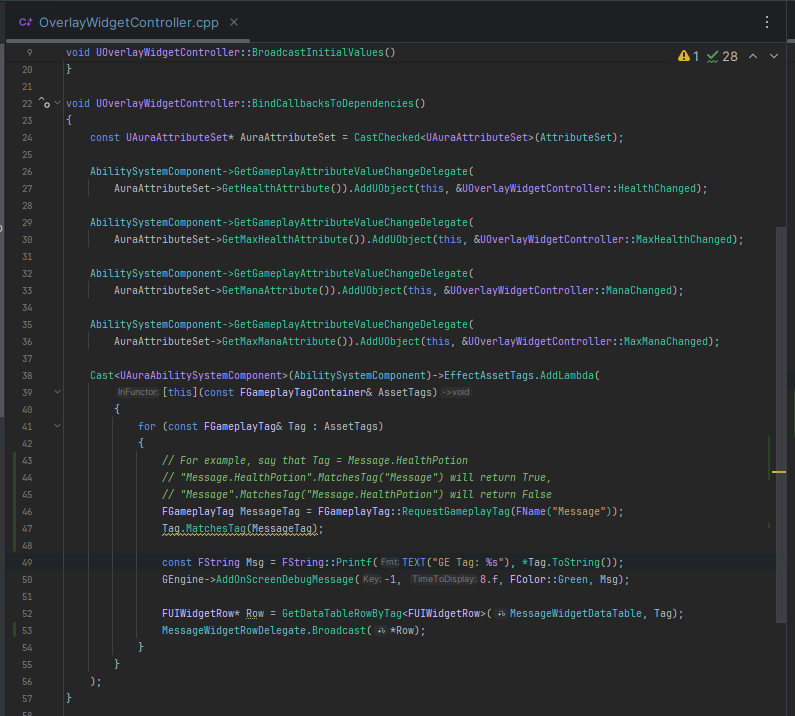 C++ OverlayWidgetController.cpp ×
9 void UOverlayWidgetController::BroadcastInitialValues()
1 28
20 }
21
22 void UOverlayWidgetController::BindCallbacksToDependencies()
23 {
24 const UAuraAttributeSet* AuraAttributeSet = CastChecked<UAuraAttributeSet>(AttributeSet);
25
26 AbilitySystemComponent->GetGameplayAttributeValueChangeDelegate(
27 AuraAttributeSet->GetHealthAttribute()).AddUObject(this, &UOverlayWidgetController::HealthChanged);
28
29 AbilitySystemComponent->GetGameplayAttributeValueChangeDelegate(
30 AuraAttributeSet->GetMaxHealthAttribute()).AddUObject(this, &UOverlayWidgetController::MaxHealthChanged);
31
32 AbilitySystemComponent->GetGameplayAttributeValueChangeDelegate(
33 AuraAttributeSet->GetManaAttribute()).AddUObject(this, &UOverlayWidgetController::ManaChanged);
34
35 AbilitySystemComponent->GetGameplayAttributeValueChangeDelegate(
36 AuraAttributeSet->GetMaxManaAttribute()).AddUObject(this, &UOverlayWidgetController::MaxManaChanged);
37
38 Cast<UAuraAbilitySystemComponent>(AbilitySystemComponent)->EffectAssetTags.AddLambda(
39 InFunctor: [this](const FGameplayTagContainer& AssetTags) ->void
40 {
41 for (const FGameplayTag& Tag : AssetTags)
42 {
43 // For example, say that Tag = Message.HealthPotion
44 // "Message.HealthPotion".MatchesTag("Message") will return True,
45 // "Message".MatchesTag("Message.HealthPotion") will return False
46 FGameplayTag MessageTag = FGameplayTag::RequestGameplayTag(FName("Message"));
47 Tag.MatchesTag(MessageTag);
48
49 const FString Msg = FString::Printf(Fmt: TEXT("GE Tag: %s"), *Tag.ToString());
50 GEngine->AddOnScreenDebugMessage(Key: -1, TimeToDisplay: 8.f, FColor::Green, Msg);
51
52 FUIWidgetRow* Row = GetDataTableRowByTag<FUIWidgetRow>(MessageWidgetDataTable, Tag);
53 MessageWidgetRowDelegate.Broadcast(*Row);
54 }
55 }
56 );
57 }
58